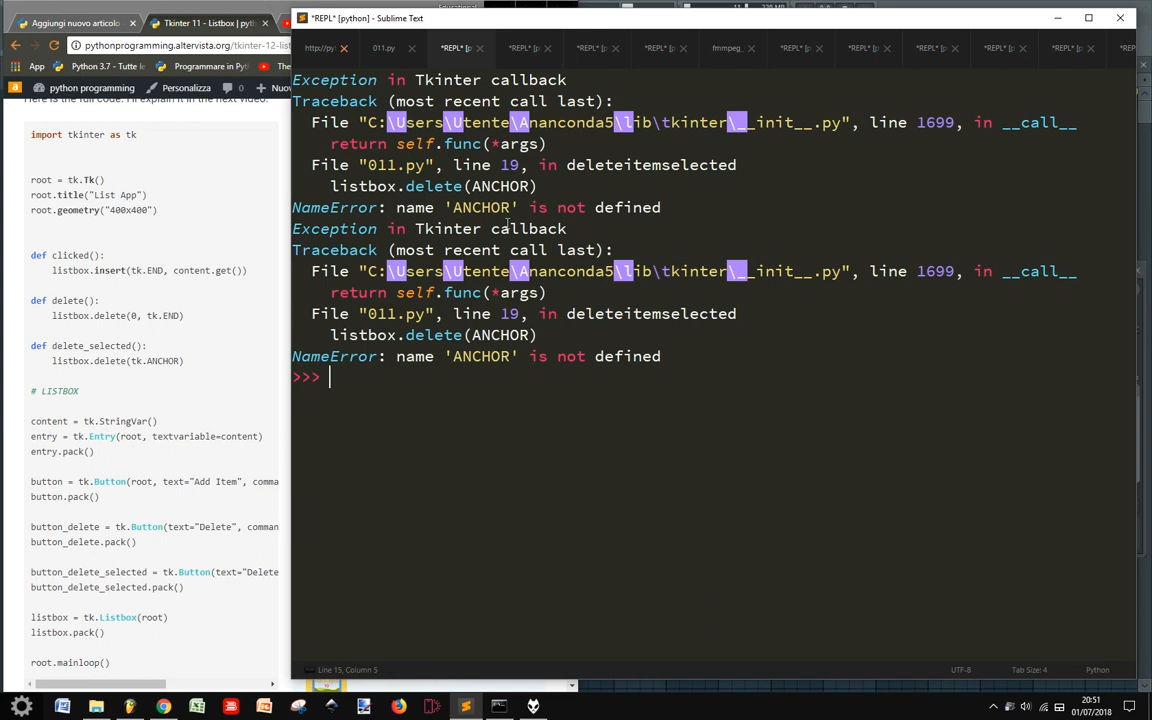 Aggiungi nuovo articolo
Tkinter 11 - Listbox | python
pythonprogramming.altervista.org/tkinter-12-list
App
Python 3.7 - Tutte le
Programmare in P
The
python programming
Personalizza
0
Nuo
Here is the full code. I'll explain it in the next video.
import tkinter as tk
root = tk.Tk()
root.title("List App")
root.geometry("400x400")
def clicked():
listbox.insert(tk.END, content.get())
def delete():
listbox.delete(0, tk.END)
def delete_selected():
listbox.delete(tk.ANCHOR)
# LISTBOX
content = tk.StringVar()
entry = tk.Entry(root, textvariable=content)
entry.pack()
button = tk.Button(root, text="Add Item", comma
button.pack()
button_delete = tk.Button(text="Delete", comman
button_delete.pack()
button_delete_selected = tk.Button(text="Delete
button_delete_selected.pack()
listbox = tk.Listbox(root)
listbox.pack()
root.mainloop()
*REPL* [python] - Sublime Text
http://py
011.py
*REPL* [p
*REPL* [p
*REPL* [p
*REPL* [p
fmmpeg_
*REPL* [p
*REPL* [p
*REPL* [p
*REPL* [p
*REPL* [p
*REPL
Exception in Tkinter callback
Traceback (most recent call last):
File "C:\Users\Utente\Ananconda5\lib\tkinter\__init__.py", line 1699, in __call__
return self.func(*args)
File "011.py", line 19, in deleteitemselected
listbox.delete(ANCHOR)
NameError: name 'ANCHOR' is not defined
Exception in Tkinter callback
Traceback (most recent call last):
File "C:\Users\Utente\Ananconda5\lib\tkinter\__init__.py", line 1699, in __call__
return self.func(*args)
File "011.py", line 19, in deleteitemselected
listbox.delete(ANCHOR)
NameError: name 'ANCHOR' is not defined
>>>
Line 15, Column 5
UTF-8
Tab Size: 4
Python
20:51
01/07/2018